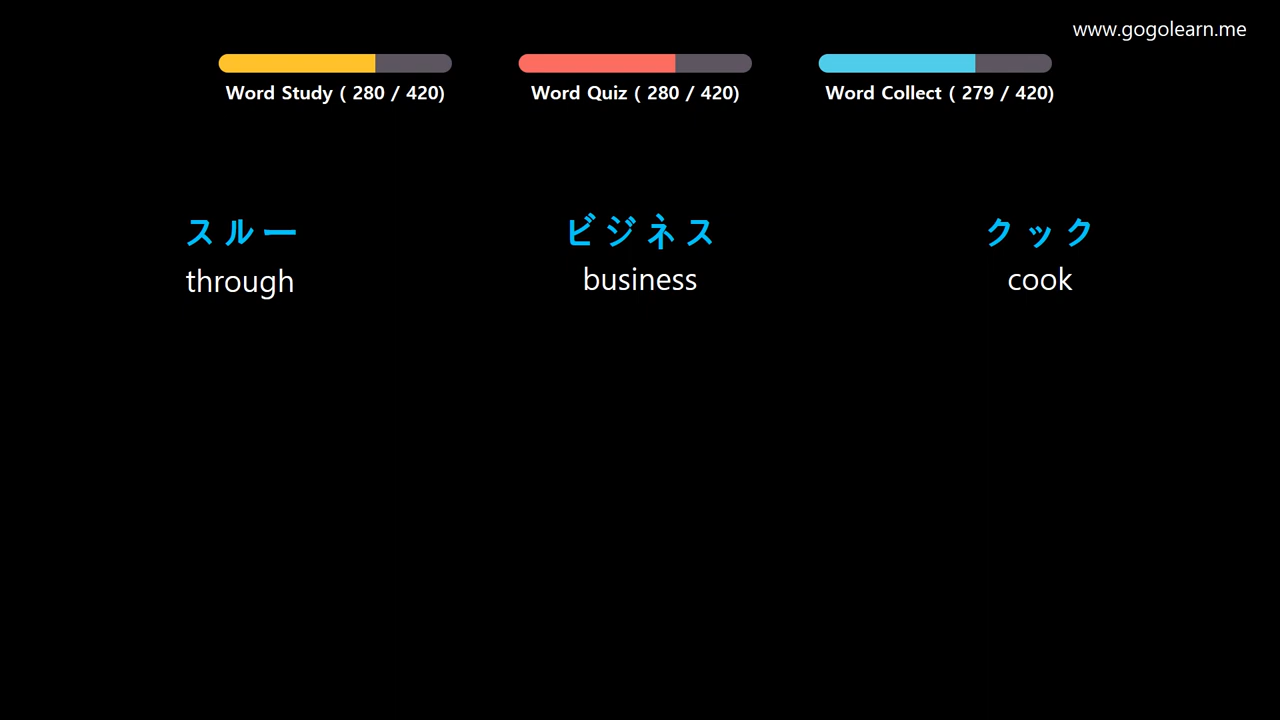 www.gogolearn.me
Word Study ( 280 / 420)
Word Quiz ( 280 / 420)
Word Collect ( 279 / 420)
スルー
through
ビジネス
business
クック
cook